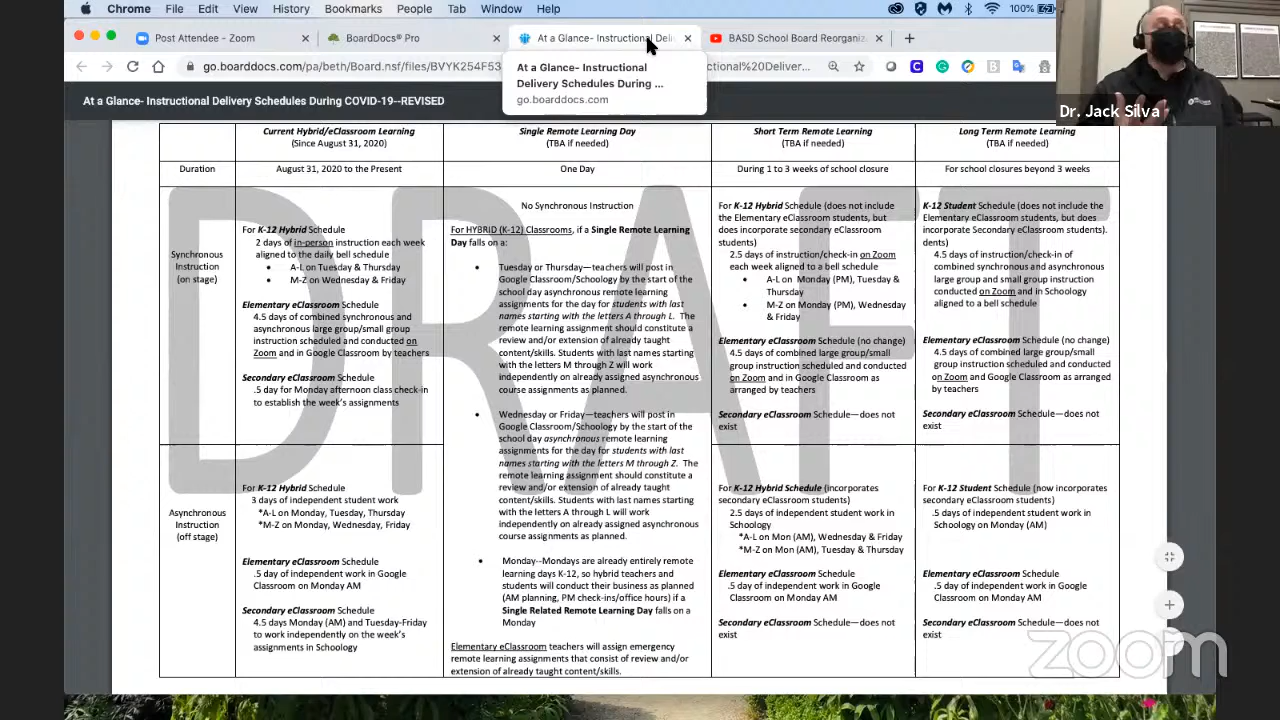 Chrome File Edit View History Bookmarks People Tab Window Help 100%
Post Attendee - Zoom
BoardDocs® Pro
At a Glance- Instructional Deli
BASD School Board Reorganiz
go.boarddocs.com/pa/beth/Board.nsf/files/BVYK254F53
ctional%20Deliver...
At a Glance- Instructional
Delivery Schedules During ...
go.boarddocs.com
Dr. Jack Silva
At a Glance- Instructional Delivery Schedules During COVID-19--REVISED
DRAFT
Current Hybrid/eClassroom Learning
(Since August 31, 2020)
Single Remote Learning Day
(TBA if needed)
Short Term Remote Learning
(TBA if needed)
Long Term Remote Learning
(TBA if needed)
Duration
August 31, 2020 to the Present
One Day
During 1 to 3 weeks of school closure
For school closures beyond 3 weeks
Synchronous
Instruction
(on stage)
For K-12 Hybrid Schedule
2 days of in-person instruction each week
aligned to the daily bell schedule
• A-L on Tuesday & Thursday
• M-Z on Wednesday & Friday
Elementary eClassroom Schedule
4.5 days of combined synchronous and
asynchronous large group/small group
instruction scheduled and conducted on
Zoom and in Google Classroom by teachers
Secondary eClassroom Schedule
.5 day for Monday afternoon class check-in
to establish the week's assignments
No Synchronous Instruction
For HYBRID (K-12) Classrooms, if a Single Remote Learning
Day falls on a:
• Tuesday or Thursday—teachers will post in
Google Classroom/Schoology by the start of the
school day asynchronous remote learning
assignments for the day for students with last
names starting with the letters A through L. The
remote learning assignment should constitute a
review and/or extension of already taught
content/skills. Students with last names starting
with the letters M through Z will work
independently on already assigned asynchronous
course assignments as planned.
• Wednesday or Friday—teachers will post in
Google Classroom/Schoology by the start of the
school day asynchronous remote learning
assignments for the day for students with last
names starting with the letters M through Z. The
remote learning assignment should constitute a
review and/or extension of already taught
content/skills. Students with last names starting
with the letters A through L will work
independently on already assigned asynchronous
course assignments as planned.
• Monday--Mondays are already entirely remote
learning days K-12, so hybrid teachers and
students will conduct their business as planned
(AM planning, PM check-ins/office hours) if a
Single Related Remote Learning Day falls on a
Monday
Elementary eClassroom teachers will assign emergency
remote learning assignments that consist of review and/or
extension of already taught content/skills.
For K-12 Hybrid Schedule (does not include
the Elementary eClassroom students, but
does incorporate secondary eClassroom
students)
2.5 days of instruction/check-in on Zoom
each week aligned to a bell schedule
• A-L on Monday (PM), Tuesday &
Thursday
• M-Z on Monday (PM), Wednesday
& Friday
Elementary eClassroom Schedule (no change)
4.5 days of combined large group/small
group instruction scheduled and conducted
on Zoom and in Google Classroom as
arranged by teachers
Secondary eClassroom Schedule—does not
exist
K-12 Student Schedule (does not include the
Elementary eClassroom students, but does
incorporate Secondary eClassroom students).
dents)
4.5 days of instruction/check-in of
combined synchronous and asynchronous
large group and small group instruction
conducted on Zoom and in Schoology
aligned to a bell schedule
Elementary eClassroom Schedule (no change)
4.5 days of combined large group/small
group instruction scheduled and conducted
on Zoom and Google Classroom as arranged
by teachers
Secondary eClassroom Schedule—does not
exist
Asynchronous
Instruction
(off stage)
For K-12 Hybrid Schedule
3 days of independent student work
*A-L on Monday, Tuesday, Thursday
*M-Z on Monday, Wednesday, Friday
Elementary eClassroom Schedule
.5 day of independent work in Google
Classroom on Monday AM
Secondary eClassroom Schedule
4.5 days Monday (AM) and Tuesday-Friday
to work independently on the week's
assignments in Schoology
For K-12 Hybrid Schedule (incorporates
secondary eClassroom students)
2.5 days of independent student work in
Schoology
*A-L on Mon (AM), Wednesday & Friday
*M-Z on Mon (AM), Tuesday & Thursday
Elementary eClassroom Schedule
.5 day of independent work in Google
Classroom on Monday AM
Secondary eClassroom Schedule—does not
exist
For K-12 Student Schedule (now incorporates
secondary eClassroom students)
.5 days of independent student work in
Schoology on Monday (AM)
Elementary eClassroom Schedule
.5 day of independent work in Google
Classroom on Monday AM
Secondary eClassroom Schedule—does not
exist
zoom